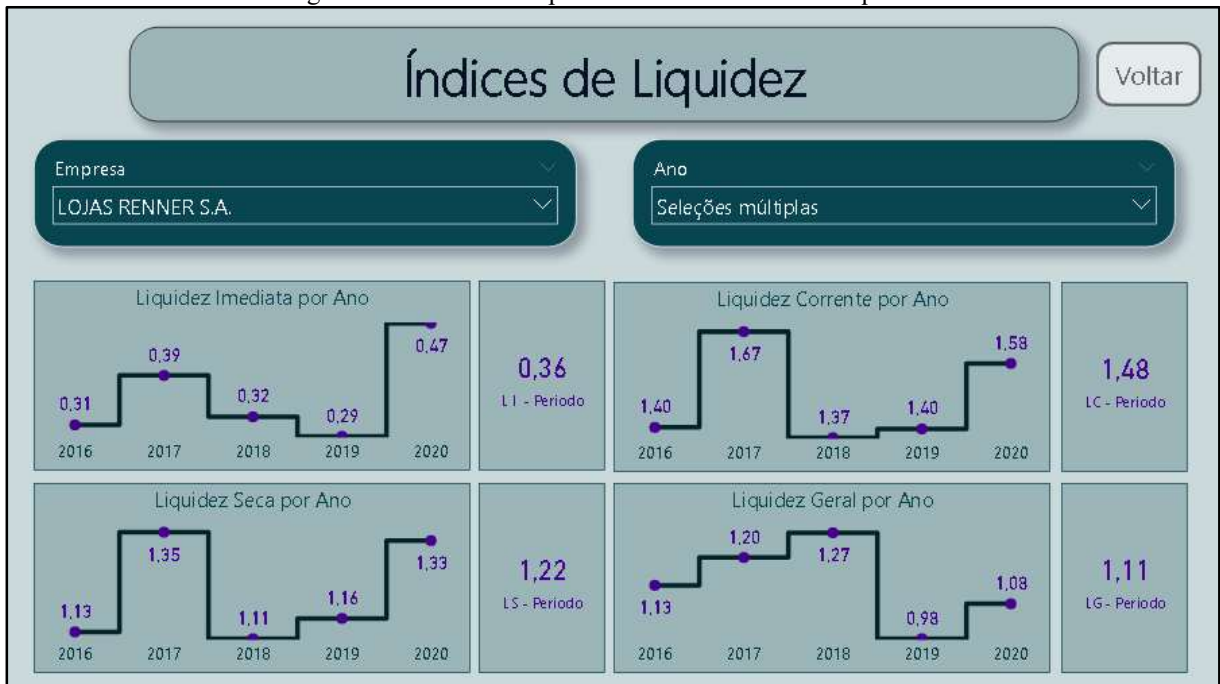 Índices de Liquidez
Voltar
Empresa
LOJAS RENNER S.A.
Ano
Seleções múltiplas
Liquidez Imediata por Ano
0,31
0,39
0,32
0,29
0,47
2016 2017 2018 2019 2020
0,36
LI - Periodo
Liquidez Corrente por Ano
1,40
1,67
1,37
1,40
1,58
2016 2017 2018 2019 2020
1,48
LC - Periodo
Liquidez Seca por Ano
1,13
1,35
1,11
1,16
1,33
2016 2017 2018 2019 2020
1,22
LS - Periodo
Liquidez Geral por Ano
1,13
1,20
1,27
0,98
1,08
2016 2017 2018 2019 2020
1,11
LG - Periodo